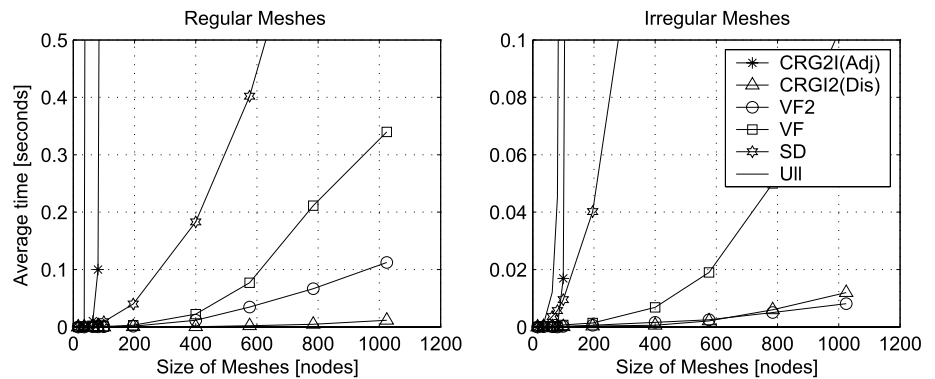 Regular Meshes
Average time [seconds]
0.5
0.4
0.3
0.2
0.1
0
0 200 400 600 800 1000 1200
Size of Meshes [nodes]
Irregular Meshes
0.1
0.08
0.06
0.04
0.02
0
0 200 400 600 800 1000 1200
Size of Meshes [nodes]
CRG2I(Adj)
CRGI2(Dis)
VF2
VF
SD
Ull